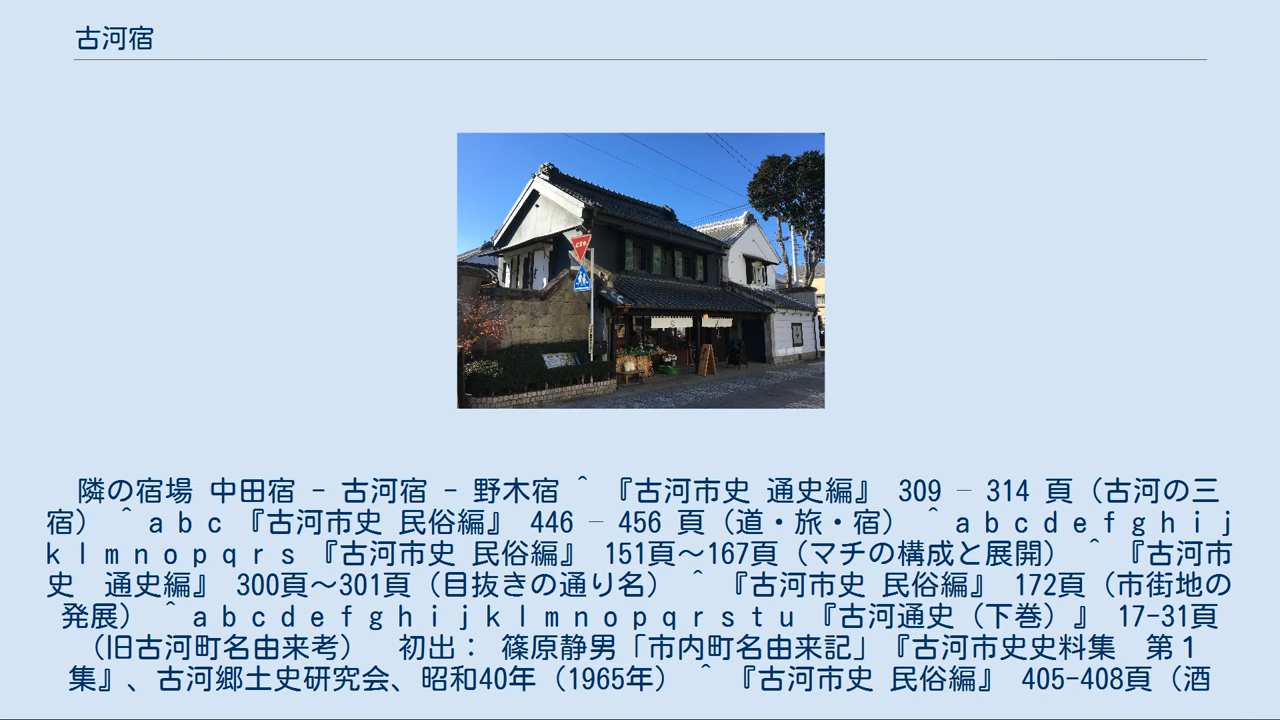 古河宿
止まれ
隣の宿場 中田宿 - 古河宿 - 野木宿 ^ 『古河市史 通史編』 309 – 314 頁（古河の三
宿） ^ a b c 『古河市史 民俗編』 446 – 456 頁（道・旅・宿） ^ a b c d e f g h i j
k l m n o p q r s 『古河市史 民俗編』 151頁～167頁（マチの構成と展開） ^ 『古河市
史　通史編』 300頁～301頁（目抜きの通り名） ^ 『古河市史 民俗編』 172頁（市街地の
発展） ^ a b c d e f g h i j k l m n o p q r s t u 『古河通史（下巻）』 17-31頁
（旧古河町名由来考）　初出： 篠原静男「市内町名由来記」『古河市史史料集　第１
集』、古河郷土史研究会、昭和40年（1965年） ^ 『古河市史 民俗編』 405-408頁（酒